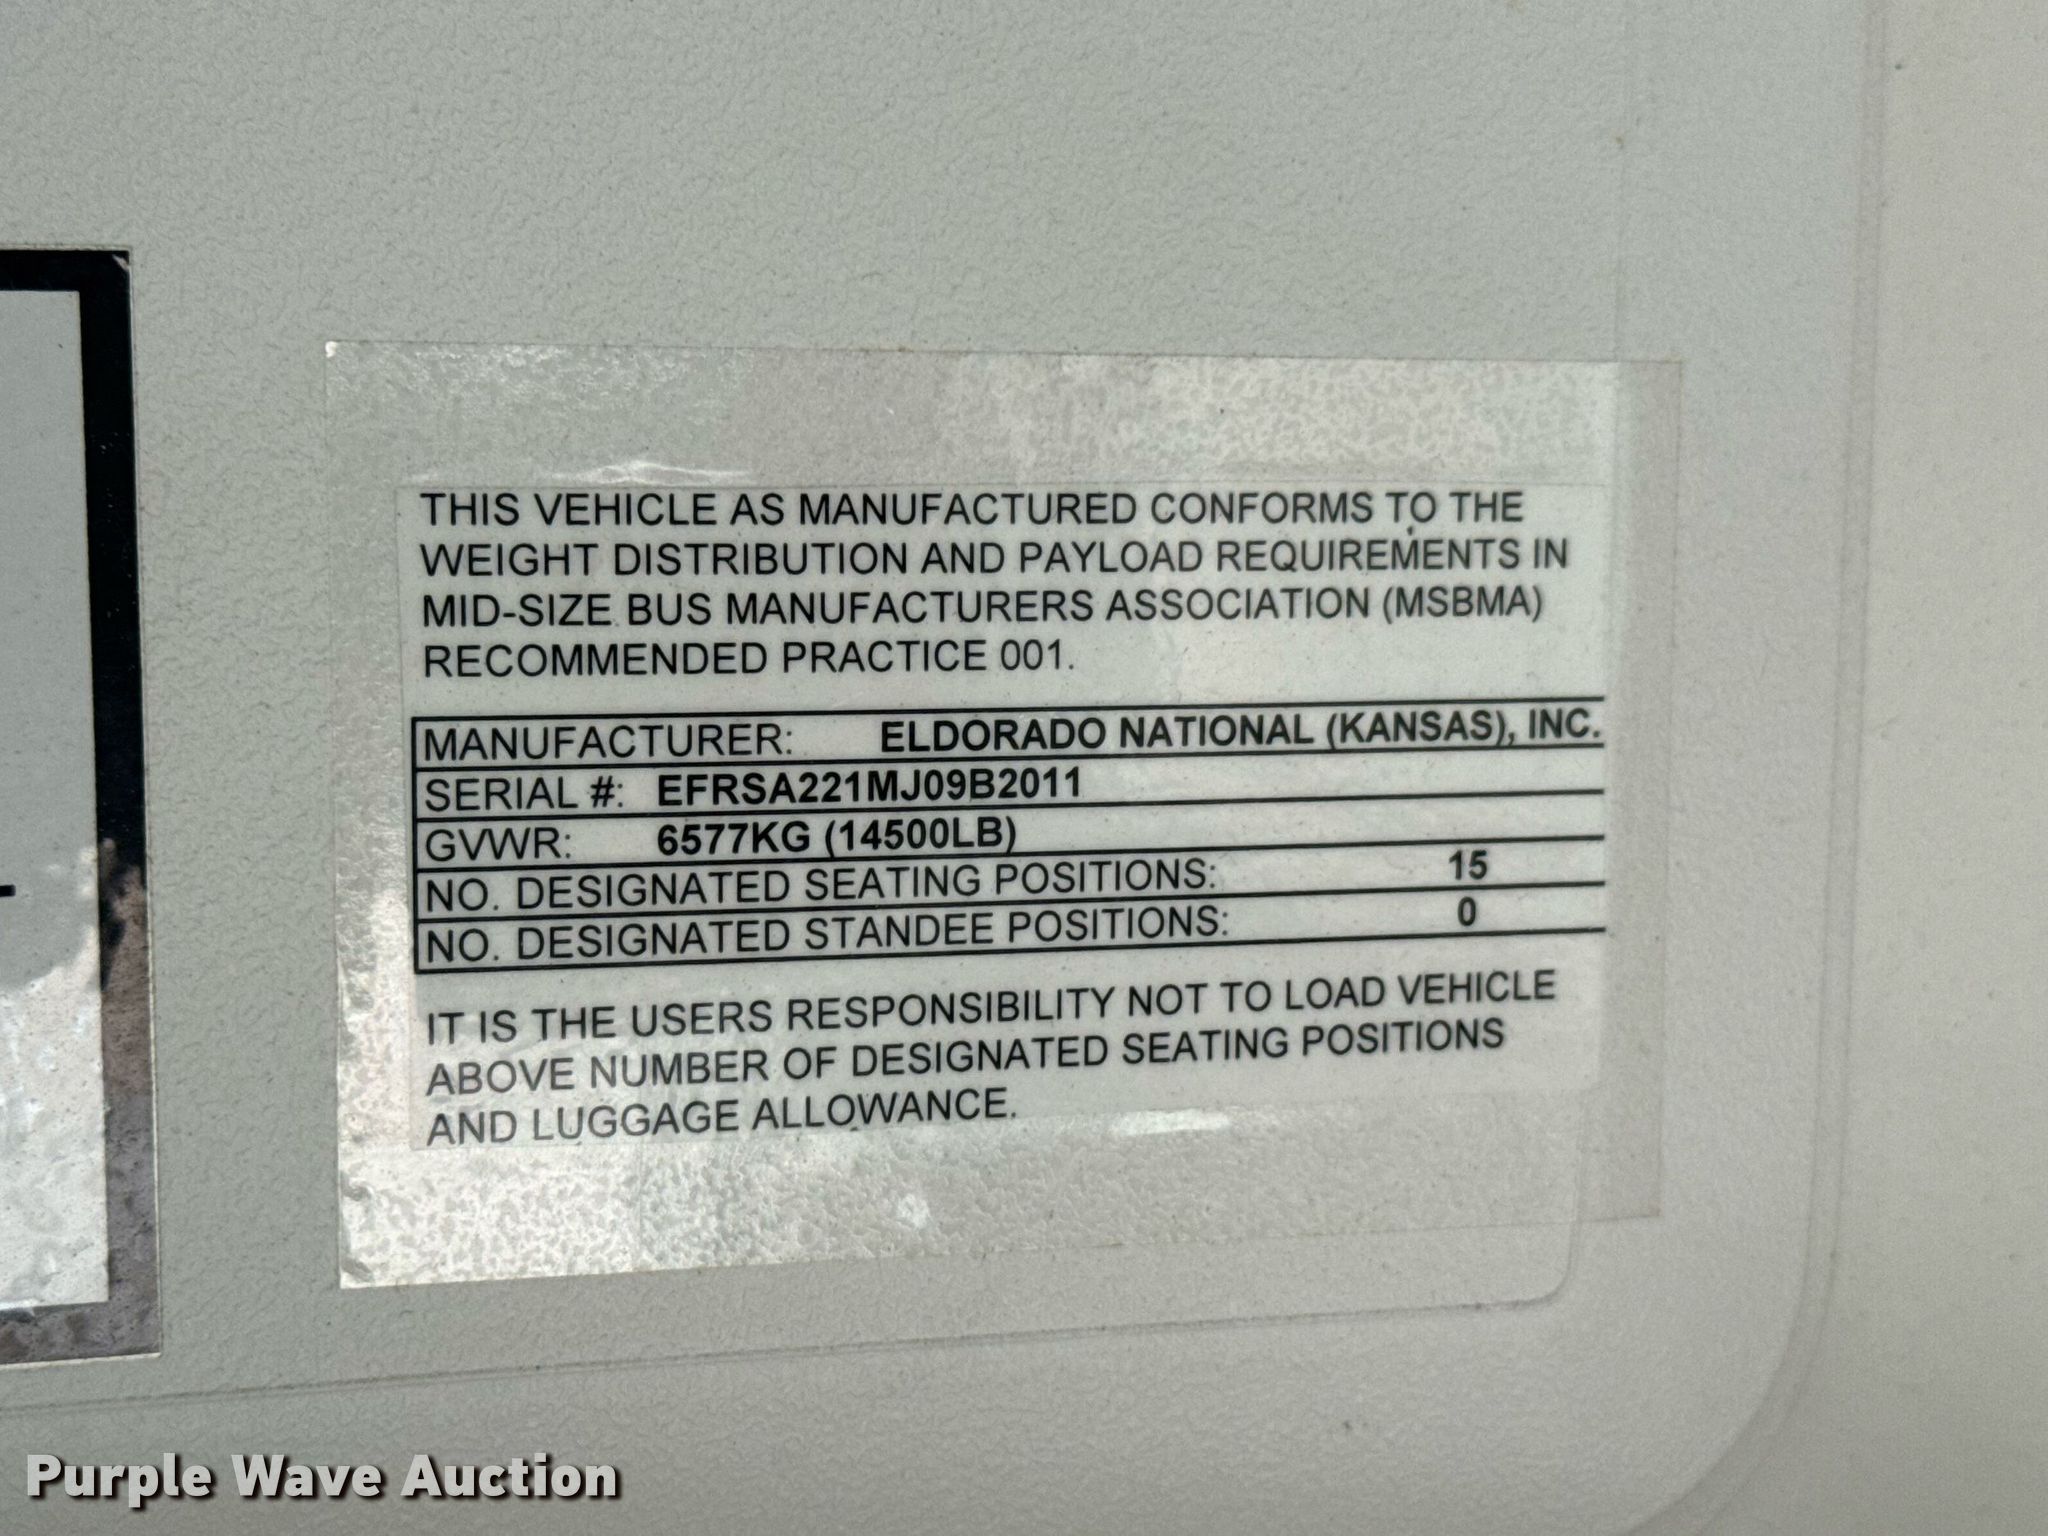 THIS VEHICLE AS MANUFACTURED CONFORMS TO THE
WEIGHT DISTRIBUTION AND PAYLOAD REQUIREMENTS IN
MID-SIZE BUS MANUFACTURERS ASSOCIATION (MSBMA)
RECOMMENDED PRACTICE 001.
MANUFACTURER: ELDORADO NATIONAL (KANSAS), INC.
SERIAL #: EFRSA221MJ09B2011
GVWR: 6577KG (14500LB)
NO. DESIGNATED SEATING POSITIONS: 15
NO. DESIGNATED STANDEE POSITIONS: 0
IT IS THE USERS RESPONSIBILITY NOT TO LOAD VEHICLE
ABOVE NUMBER OF DESIGNATED SEATING POSITIONS
AND LUGGAGE ALLOWANCE.
Purple Wave Auction